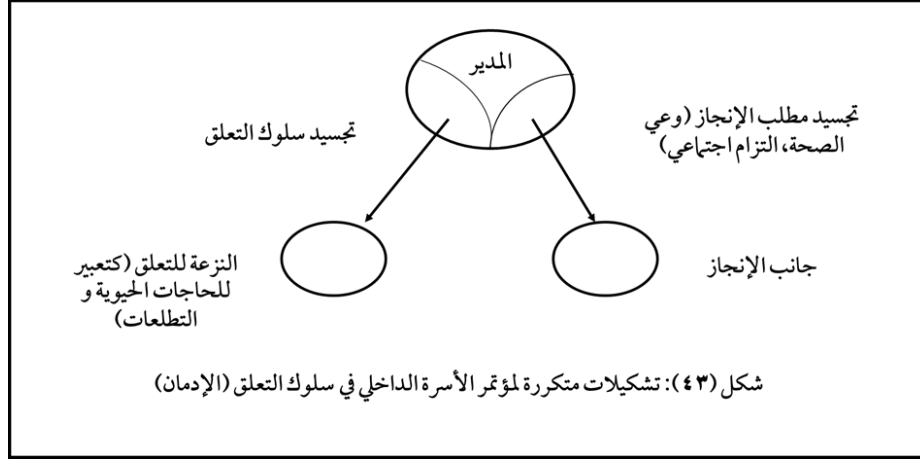 المدير
تجسيد مطلب الإنجاز (وعي
الصحة، التزام اجتماعي)
تجسيد سلوك التعلق
جانب الإنجاز
النزعة للتعلق (كتعبير
للحاجات الحيوية و
التطلعات)
شكل (٤٣): تشكيلات متكررة لمؤتمر الأسرة الداخلي في سلوك التعلق (الإدمان)